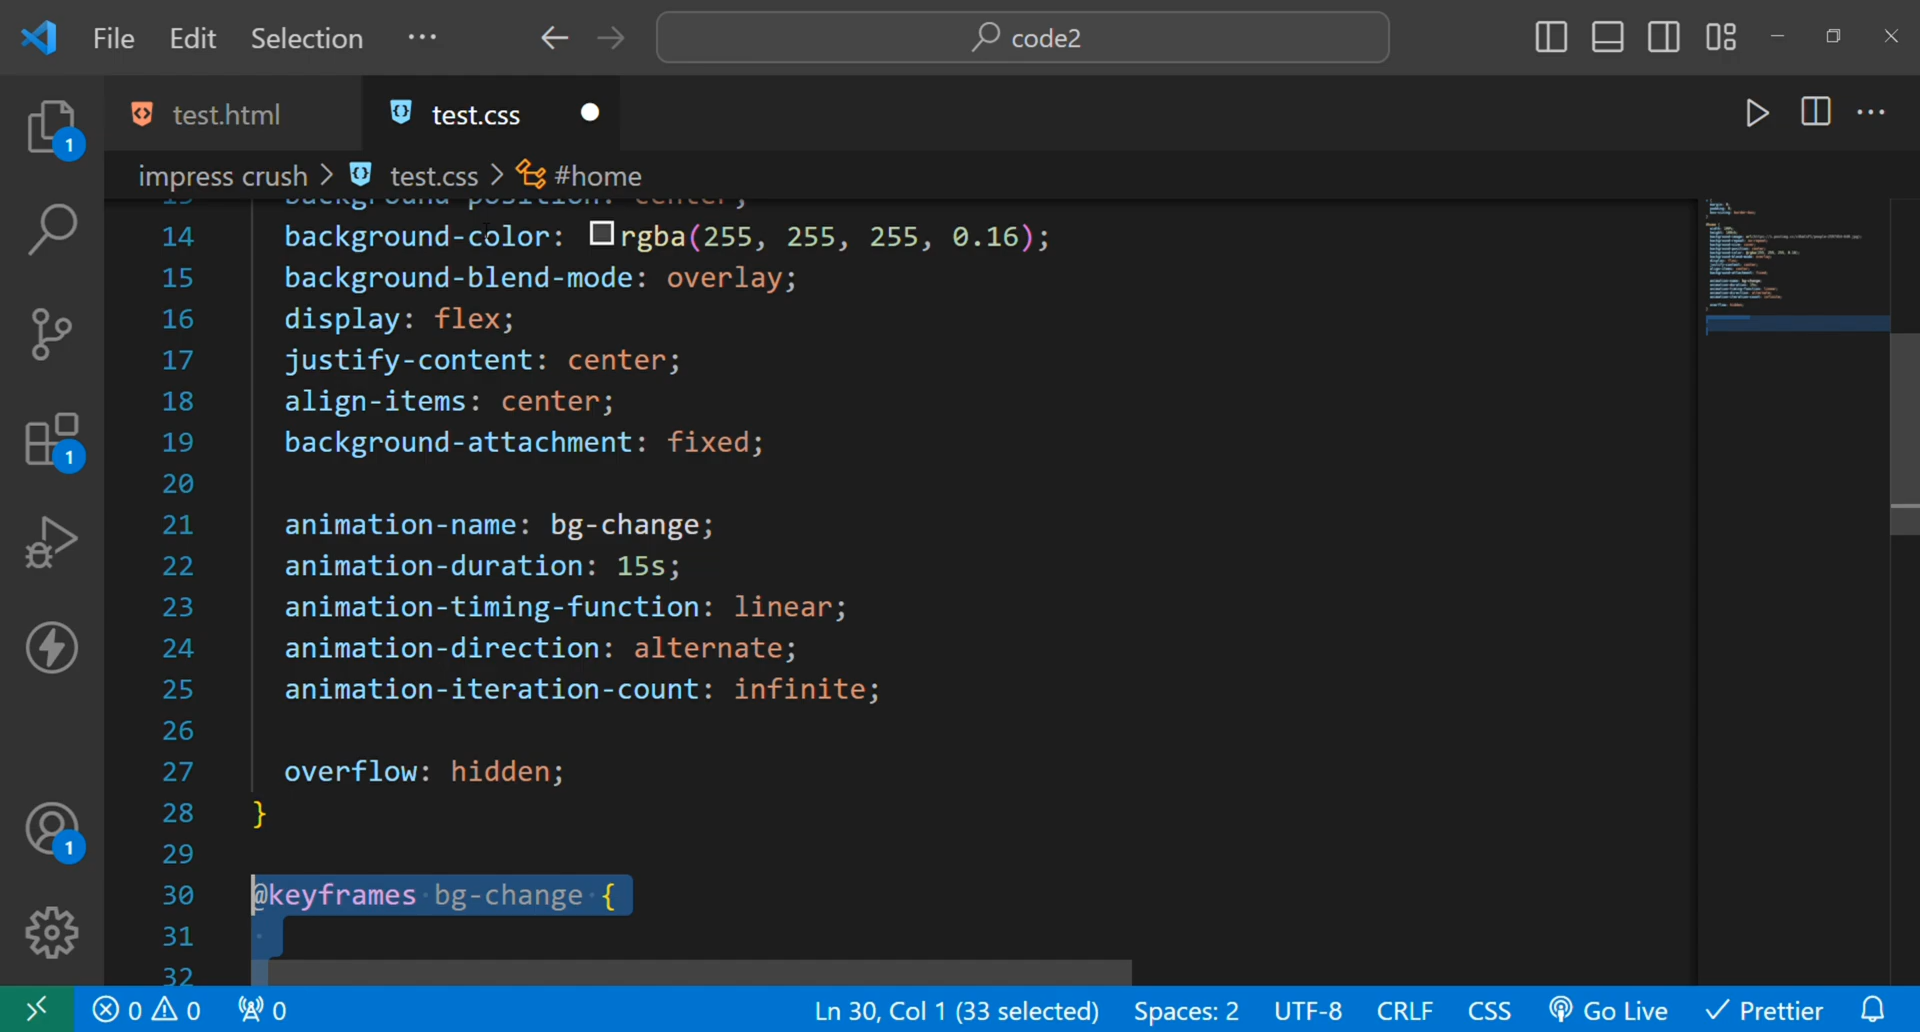 File Edit Selection ··· code2
test.html test.css
impress crush > test.css > #home
14 background-color: rgba(255, 255, 255, 0.16);
15 background-blend-mode: overlay;
16 display: flex;
17 justify-content: center;
18 align-items: center;
19 background-attachment: fixed;
20
21 animation-name: bg-change;
22 animation-duration: 15s;
23 animation-timing-function: linear;
24 animation-direction: alternate;
25 animation-iteration-count: infinite;
26
27 overflow: hidden;
28 }
29
30 @keyframes bg-change {
31
32
1
1
1
0 0 0 Ln 30, Col 1 (33 selected) Spaces: 2 UTF-8 CRLF CSS Go Live Prettier